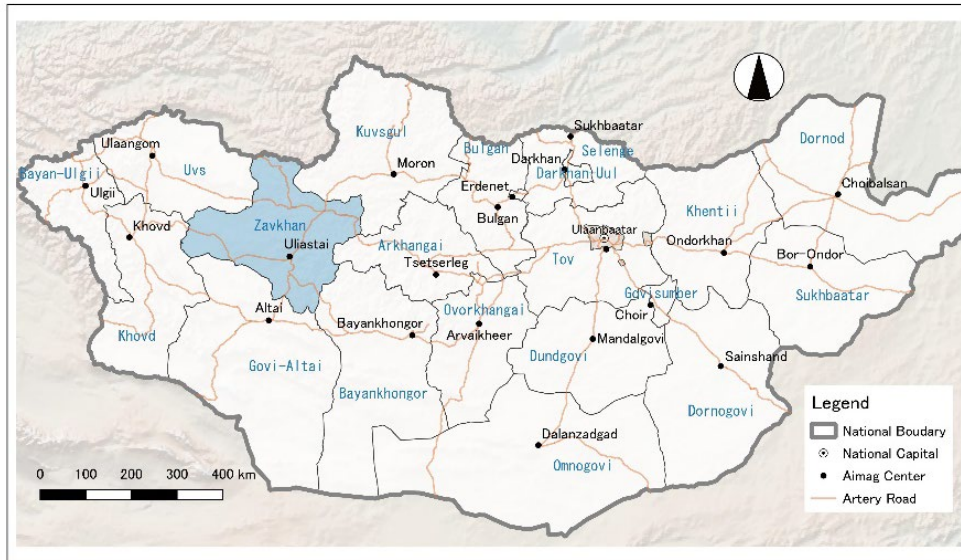 Sukhbaatar
Dornod
Kuvsgul
Bulgan
Selenge
Ulaangom
Darkhan
Bayan-Ulgii
Uvs
Moron
Darkhan-Uul
Ulgii
Erdenet
Choibalsan
Bulgan
Khentii
Khovd
Zavkhan
Ulaanbaatar
Uliastai
Arkhangai
Ondorkhan
Bor-Ondor
Tsetserleg
Tov
Govisumber
Sukhbaatar
Altai
Ovorkhangai
Choir
Khovd
Bayankhongor
Arvaikheer
Mandalgovi
Dundgovi
Govi-Altai
Sainshand
Bayankhongor
Dornogovi
Dalanzadgad
Omnogovi
Legend
National Boudary
National Capital
Aimag Center
Artery Road
0 100 200 300 400 km